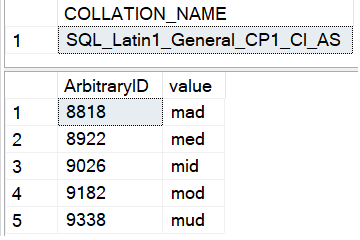 COLLATION_NAME
1 SQL_Latin1_General_CP1_CI_AS
ArbitraryID value
1 8818 mad
2 8922 med
3 9026 mid
4 9182 mod
5 9338 mud